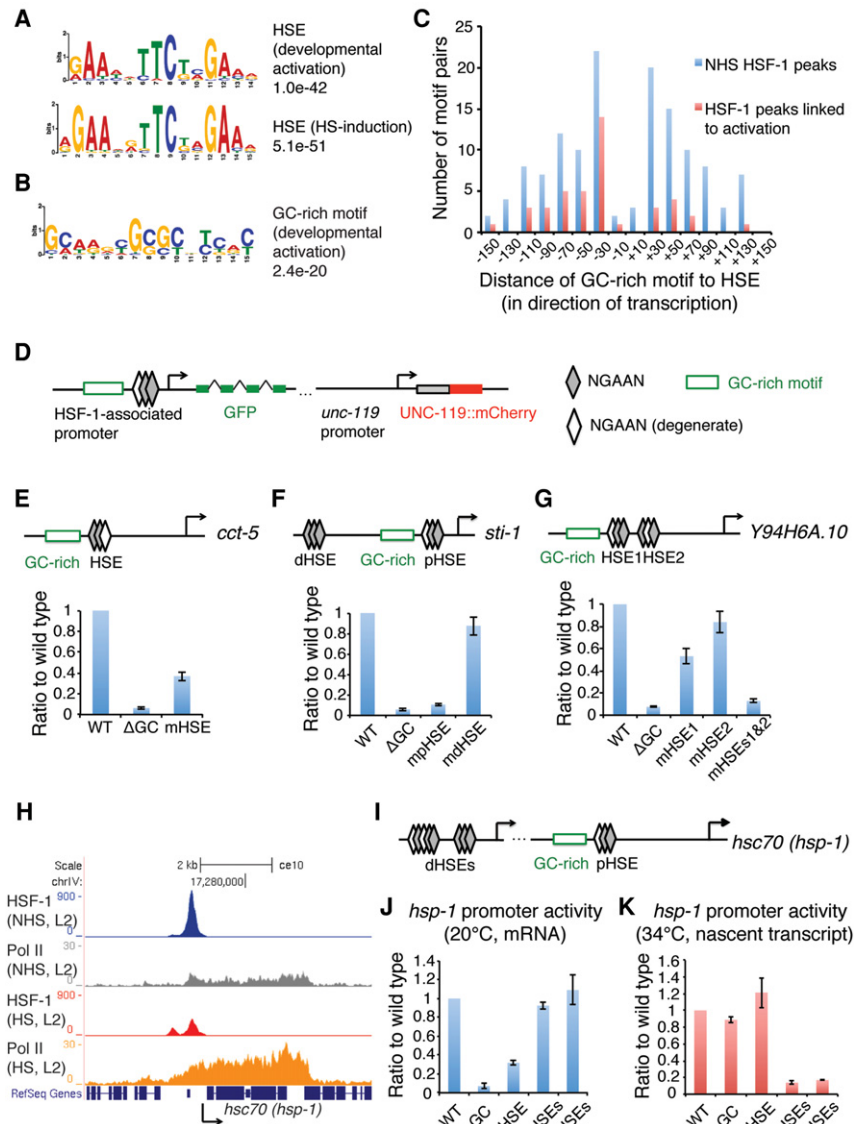 A
HSE
(developmental
activation)
1.0e-42
HSE (HS-induction)
5.1e-51
B
GC-rich motif
(developmental
activation)
2.4e-20
C
Number of motif pairs
25
20
15
10
5
0
NHS HSF-1 peaks
HSF-1 peaks linked
to activation
-150 -130 -110 -90 -70 -50 -30 -10 +10 +30 +50 +70 +90 +110 +130 +150
Distance of GC-rich motif to HSE
(in direction of transcription)
D
HSF-1-associated
promoter
GFP
...
unc-119
promoter
UNC-119::mCherry
NGAAN
GC-rich motif
NGAAN (degenerate)
E
cct-5
GC-rich HSE
Ratio to wild type
1
0.8
0.6
0.4
0.2
0
WT ΔGC mHSE
F
sti-1
dHSE GC-rich pHSE
Ratio to wild type
1
0.8
0.6
0.4
0.2
0
WT ΔGC mpHSE mdHSE
G
Y94H6A.10
GC-rich HSE1HSE2
Ratio to wild type
1
0.8
0.6
0.4
0.2
0
WT ΔGC mHSE1 mHSE2 mHSEs1&2
H
Scale 2 kb ce10
chrIV: 17,280,000
HSF-1
(NHS, L2)
900
0
Pol II
(NHS, L2)
30
0
HSF-1
(HS, L2)
900
0
Pol II
(HS, L2)
30
0
RefSeq Genes
hsc70 (hsp-1)
I
...
hsc70 (hsp-1)
dHSEs GC-rich pHSE
J
hsp-1 promoter activity
(20°C, mRNA)
Ratio to wild type
1.4
1.2
1
0.8
0.6
0.4
0.2
0
WT
K
hsp-1 promoter activity
(34°C, nascent transcript)
Ratio to wild type
1.6
1.4
1.2
1
0.8
0.6
0.4
0.2
0
WT